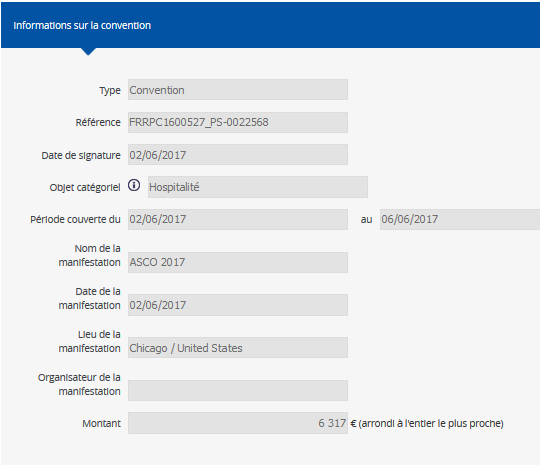 Informations sur la convention
Type Convention
Référence FRRPC1600527_PS-0022568
Date de signature 02/06/2017
Objet catégoriel Hospitalité
Période couverte du 02/06/2017 au 06/06/2017
Nom de la
manifestation ASCO 2017
Date de la
manifestation 02/06/2017
Lieu de la
manifestation Chicago / United States
Organisateur de la
manifestation
Montant 6 317 € (arrondi à l'entier le plus proche)